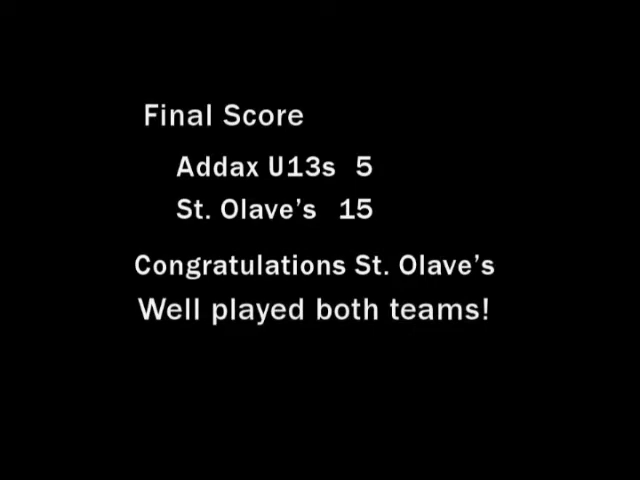 Final Score
Addax U13s 5
St. Olave's 15
Congratulations St. Olave's
Well played both teams!